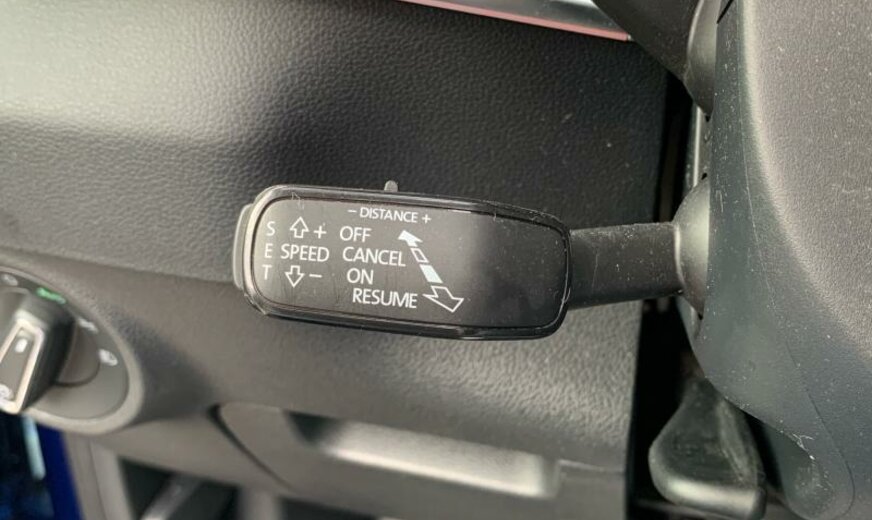 - DISTANCE +
S + OFF
E SPEED CANCEL
T - ON
RESUME